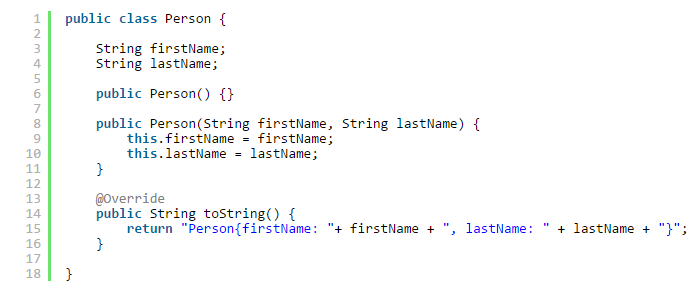 1 public class Person {
2
3     String firstName;
4     String lastName;
5
6     public Person() {}
7
8     public Person(String firstName, String lastName) {
9         this.firstName = firstName;
10         this.lastName = lastName;
11     }
12
13     @Override
14     public String toString() {
15         return "Person{firstName: "+ firstName + ", lastName: " + lastName + "}";
16     }
17
18 }